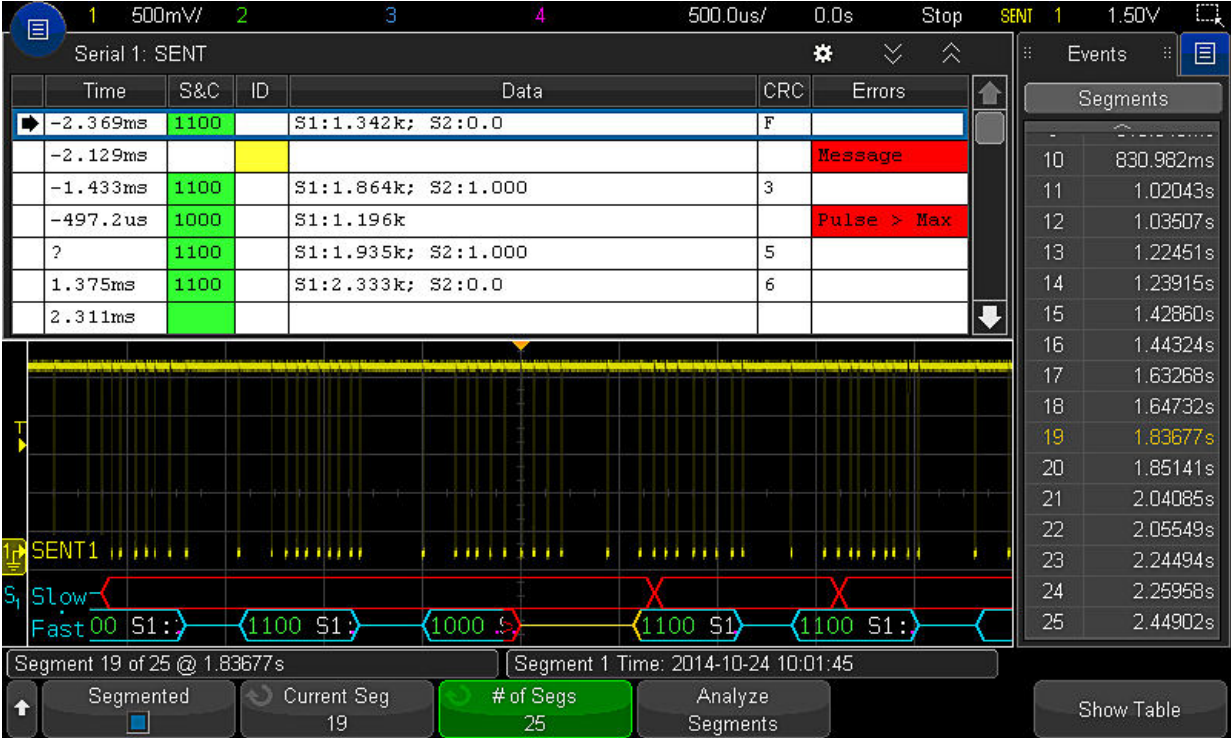 1 500mV/ 2 3 4 500.0us/ 0.0s Stop SENT 1 1.50V
Serial 1: SENT
Time S&C ID Data CRC Errors
-2.369ms 1100 S1:1.342k; S2:0.0 F
-2.129ms Message
-1.433ms 1100 S1:1.864k; S2:1.000 3
-497.2us 1000 S1:1.196k Pulse > Max
? 1100 S1:1.935k; S2:1.000 5
1.375ms 1100 S1:2.333k; S2:0.0 6
2.311ms
Events
Segments
10 830.982ms
11 1.02043s
12 1.03507s
13 1.22451s
14 1.23915s
15 1.42860s
16 1.44324s
17 1.63268s
18 1.64732s
19 1.83677s
20 1.85141s
21 2.04085s
22 2.05549s
23 2.24494s
24 2.25958s
25 2.44902s
T
1 SENT1
S1 Slow
Fast 00 S1: 1100 S1: 1000 1100 S1 1100 S1:
Segment 19 of 25 @ 1.83677s Segment 1 Time: 2014-10-24 10:01:45
Segmented Current Seg 19 # of Segs 25 Analyze Segments Show Table